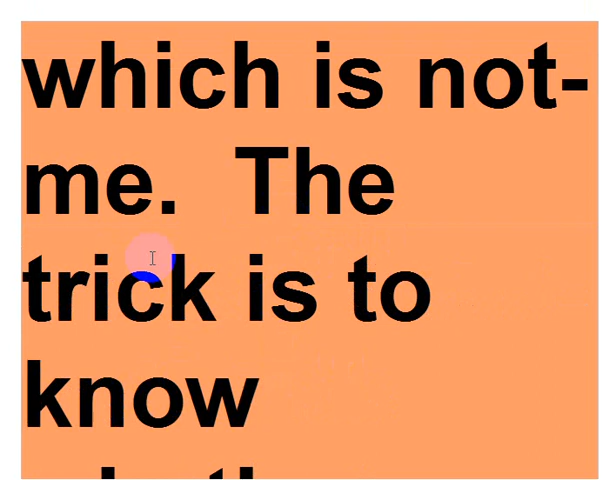 which is not-
me.  The
trick is to
know